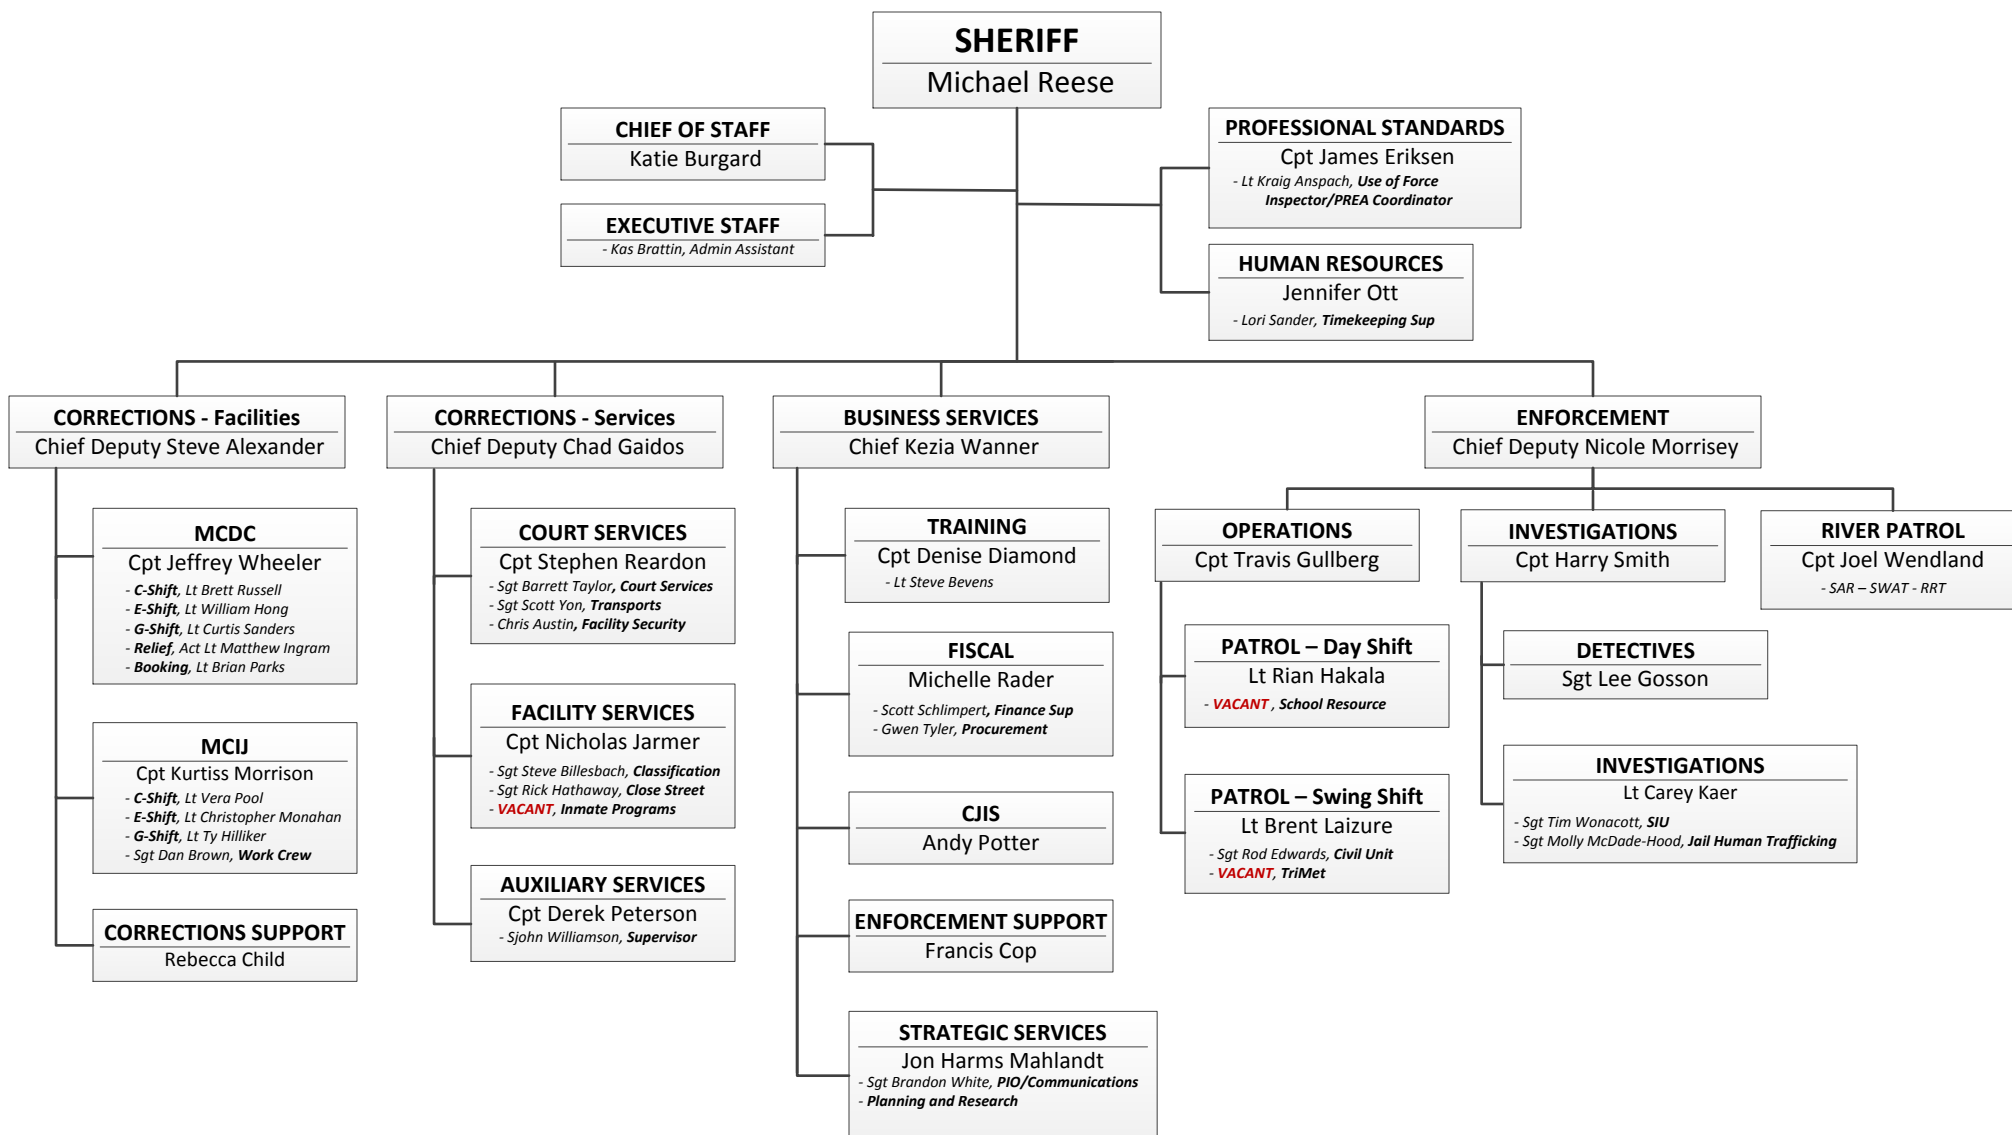 SHERIFF
Michael Reese
CHIEF OF STAFF
Katie Burgard
EXECUTIVE STAFF
- Kas Brattin, Admin Assistant
PROFESSIONAL STANDARDS
Cpt James Eriksen
- Lt Kraig Anspach, Use of Force
Inspector/PREA Coordinator
HUMAN RESOURCES
Jennifer Ott
- Lori Sander, Timekeeping Sup
CORRECTIONS - Facilities
Chief Deputy Steve Alexander
MCDC
Cpt Jeffrey Wheeler
- C-Shift, Lt Brett Russell
- E-Shift, Lt William Hong
- G-Shift, Lt Curtis Sanders
- Relief, Act Lt Matthew Ingram
- Booking, Lt Brian Parks
MCIJ
Cpt Kurtiss Morrison
- C-Shift, Lt Vera Pool
- E-Shift, Lt Christopher Monahan
- G-Shift, Lt Ty Hilliker
- Sgt Dan Brown, Work Crew
CORRECTIONS SUPPORT
Rebecca Child
CORRECTIONS - Services
Chief Deputy Chad Gaidos
COURT SERVICES
Cpt Stephen Reardon
- Sgt Barrett Taylor, Court Services
- Sgt Scott Yon, Transports
- Chris Austin, Facility Security
FACILITY SERVICES
Cpt Nicholas Jarmer
- Sgt Steve Billesbach, Classification
- Sgt Rick Hathaway, Close Street
- VACANT, Inmate Programs
AUXILIARY SERVICES
Cpt Derek Peterson
- Sjohn Williamson, Supervisor
BUSINESS SERVICES
Chief Kezia Wanner
TRAINING
Cpt Denise Diamond
- Lt Steve Bevens
FISCAL
Michelle Rader
- Scott Schlimpert, Finance Sup
- Gwen Tyler, Procurement
CJIS
Andy Potter
ENFORCEMENT SUPPORT
Francis Cop
STRATEGIC SERVICES
Jon Harms Mahlandt
- Sgt Brandon White, PIO/Communications
- Planning and Research
ENFORCEMENT
Chief Deputy Nicole Morrisey
OPERATIONS
Cpt Travis Gullberg
PATROL – Day Shift
Lt Rian Hakala
- VACANT , School Resource
PATROL – Swing Shift
Lt Brent Laizure
- Sgt Rod Edwards, Civil Unit
- VACANT, TriMet
INVESTIGATIONS
Cpt Harry Smith
DETECTIVES
Sgt Lee Gosson
INVESTIGATIONS
Lt Carey Kaer
- Sgt Tim Wonacott, SIU
- Sgt Molly McDade-Hood, Jail Human Trafficking
RIVER PATROL
Cpt Joel Wendland
- SAR – SWAT - RRT